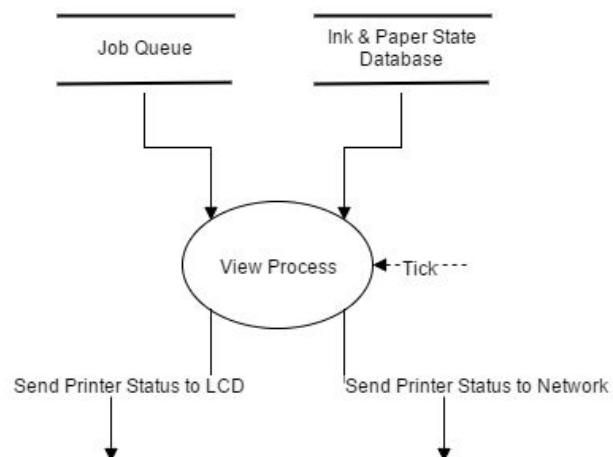 Job Queue
Ink & Paper State
Database
View Process
Tick
Send Printer Status to LCD
Send Printer Status to Network